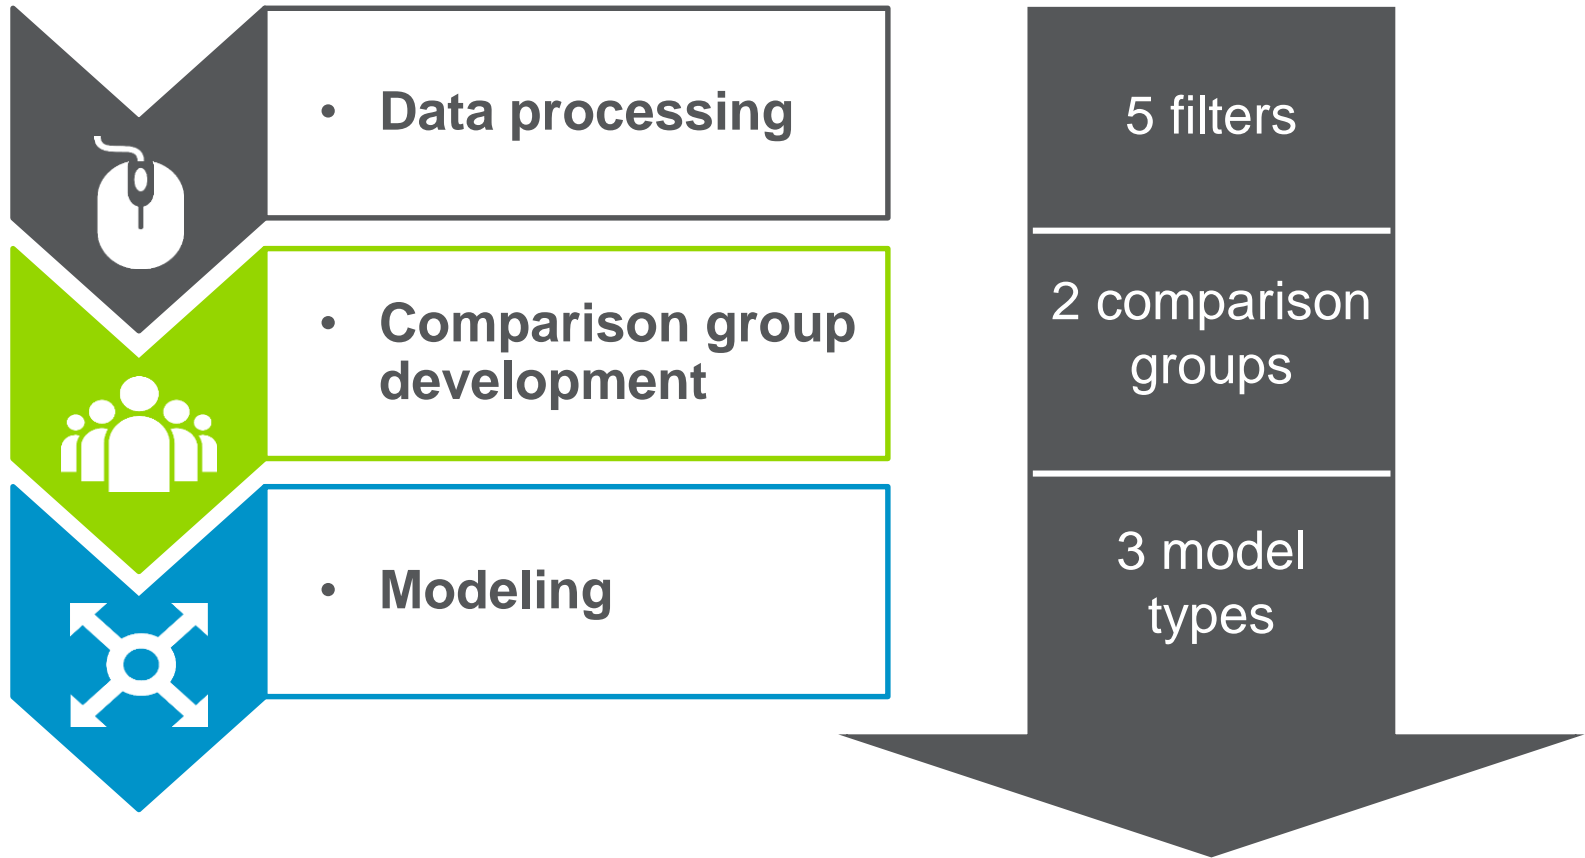 • Data processing
5 filters
• Comparison group
development
2 comparison
groups
• Modeling
3 model
types